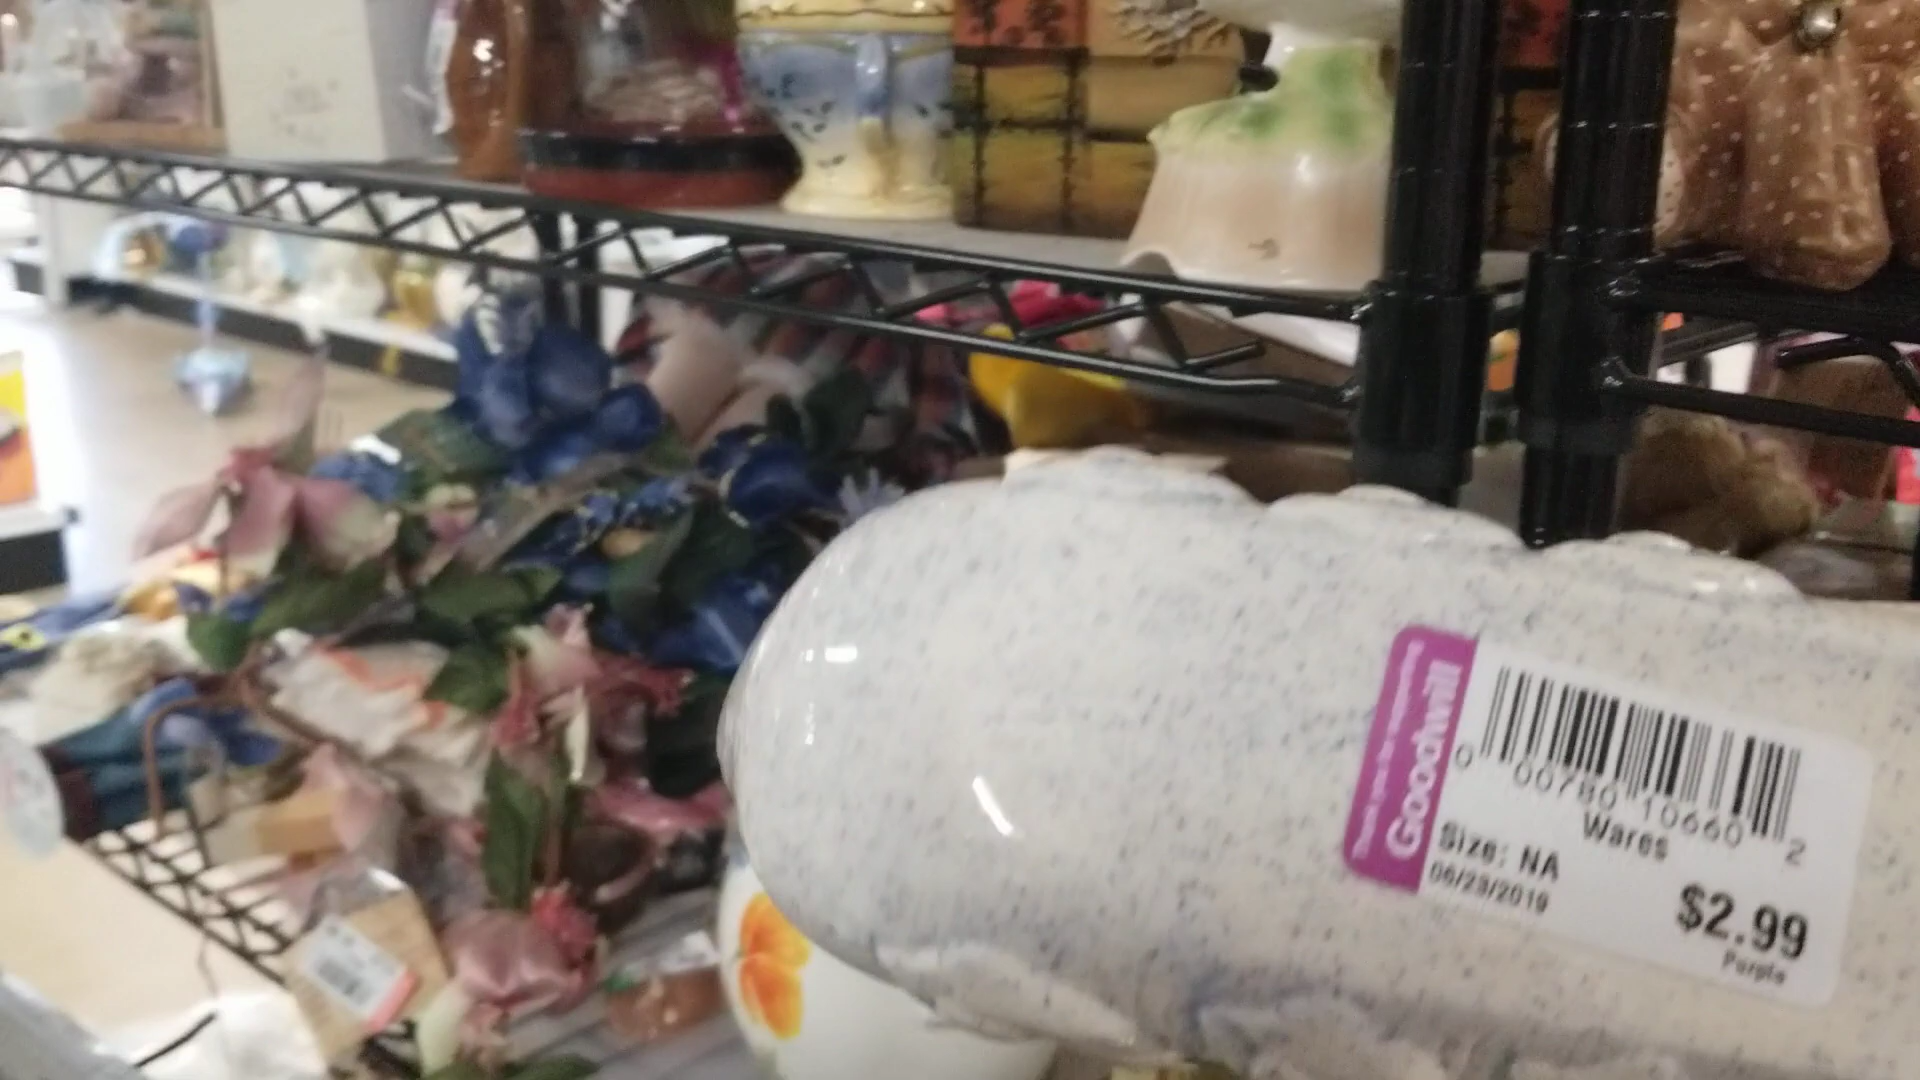 Goodwill
0 00780 10660 2
Wares
Size: NA
06/23/2019
$2.99
Purple